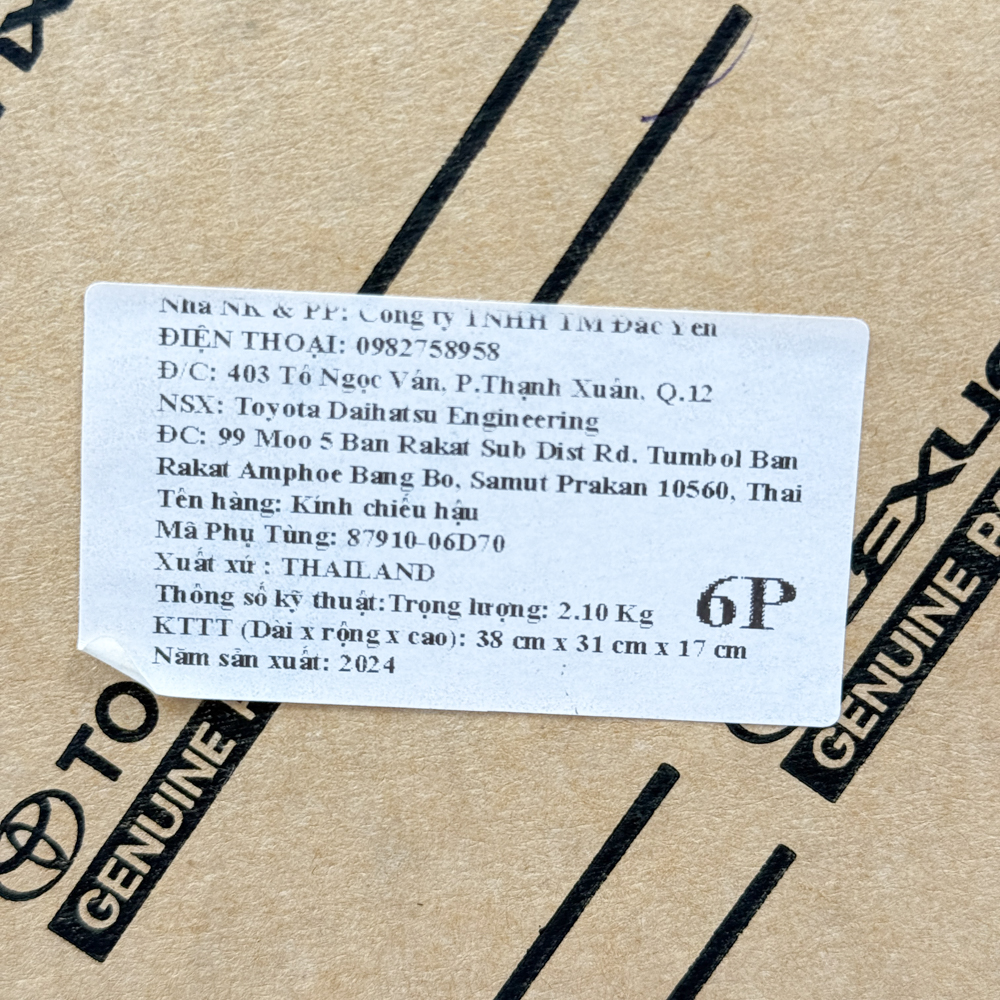 Nhà NK & PP: Công ty TNHH TM Đắc Yến
ĐIỆN THOẠI: 0982758958
Đ/C: 403 Tô Ngọc Vân, P.Thạnh Xuân, Q.12
NSX: Toyota Daihatsu Engineering
ĐC: 99 Moo 5 Ban Rakat Sub Dist Rd. Tumbol Ban
Rakat Amphoe Bang Bo, Samut Prakan 10560, Thai
Tên hàng: Kính chiếu hậu
Mã Phụ Tùng: 87910-06D70
Xuất xứ : THAILAND
Thông số kỹ thuật:Trọng lượng: 2.10 Kg
6P
KTTT (Dài x rộng x cao): 38 cm x 31 cm x 17 cm
Năm sản xuất: 2024
TO
GENUINE P
LEXUS
GENUINE PA